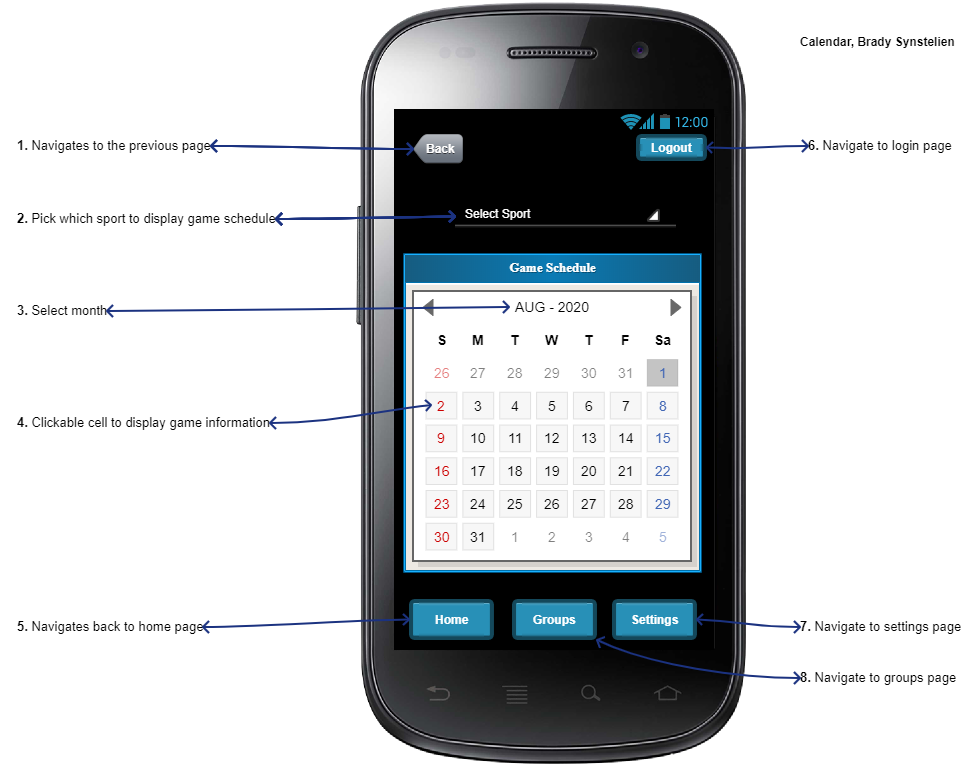 Calendar, Brady Synstelien
12:00
1. Navigates to the previous page
Back
Logout
6. Navigate to login page
2. Pick which sport to display game schedule
Select Sport
Game Schedule
3. Select month
AUG - 2020
S M T W T F Sa
26 27 28 29 30 31 1
4. Clickable cell to display game information
2 3 4 5 6 7 8
9 10 11 12 13 14 15
16 17 18 19 20 21 22
23 24 25 26 27 28 29
30 31 1 2 3 4 5
5. Navigates back to home page
Home
Groups
Settings
7. Navigate to settings page
8. Navigate to groups page